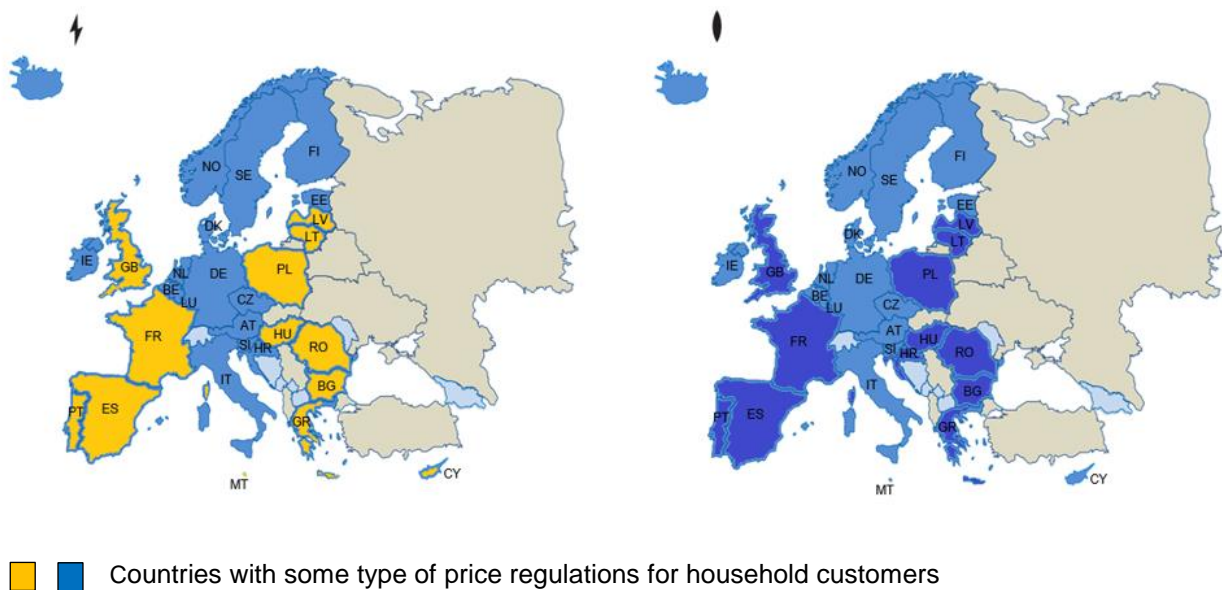 NO
SE
FI
EE
LV
LT
DK
IE
GB
NL
BE
LU
DE
PL
CZ
AT
SI
HR
HU
RO
BG
FR
IT
PT
ES
GR
MT
CY
NO
SE
FI
EE
LV
LT
DK
IE
GB
NL
BE
LU
DE
PL
CZ
AT
SI
HR
HU
RO
BG
FR
IT
PT
ES
GR
MT
CY
Countries with some type of price regulations for household customers